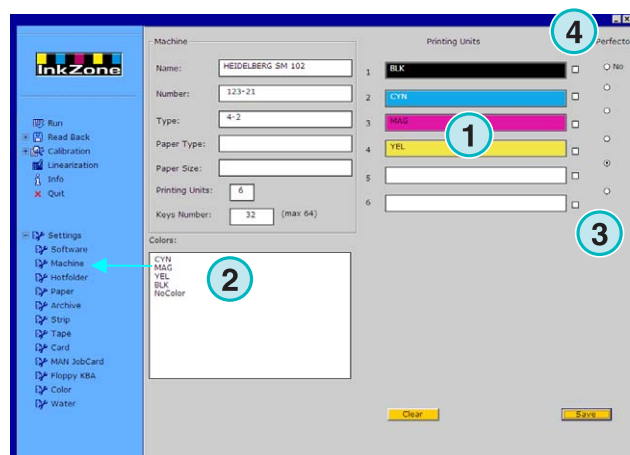 InkZone
Run
Read Back
Calibration
Linearization
Info
Quit
Settings
Software
Machine
Hotfolder
Paper
Archive
Strip
Tape
Card
MAN JobCard
Floppy KBA
Color
Water
Machine
Name: HEIDELBERG SM 102
Number: 123-21
Type: 4-2
Paper Type:
Paper Size:
Printing Units: 6
Keys Number: 32 (max 64)
Colors:
CYN
MAG
YEL
BLK
NoColor
2
Printing Units
4
Perfecto
1 BLK
No
2 CYN
3 MAG
1
4 YEL
5
6
3
Clear
Save